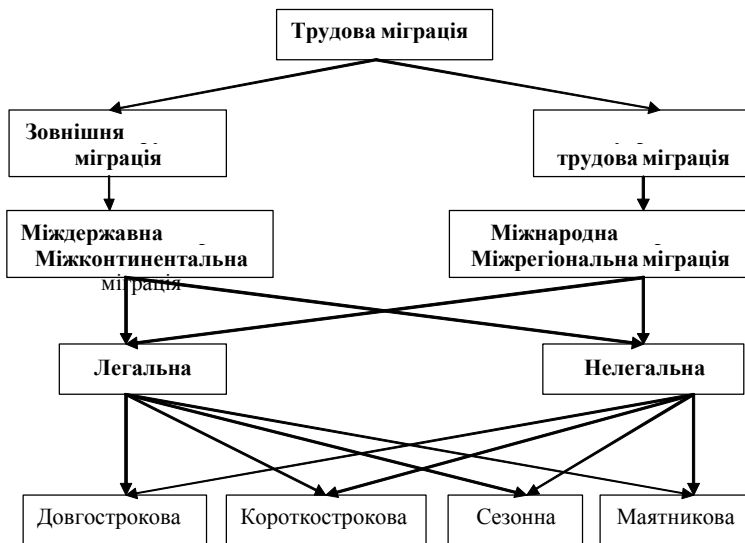 Трудова міграція
Зовнішня
міграція
трудова міграція
Міждержавна
Міжконтинентальна
міграція
Міжнародна
Міжрегіональна міграція
Легальна
Нелегальна
Довгострокова
Короткострокова
Сезонна
Маятникова